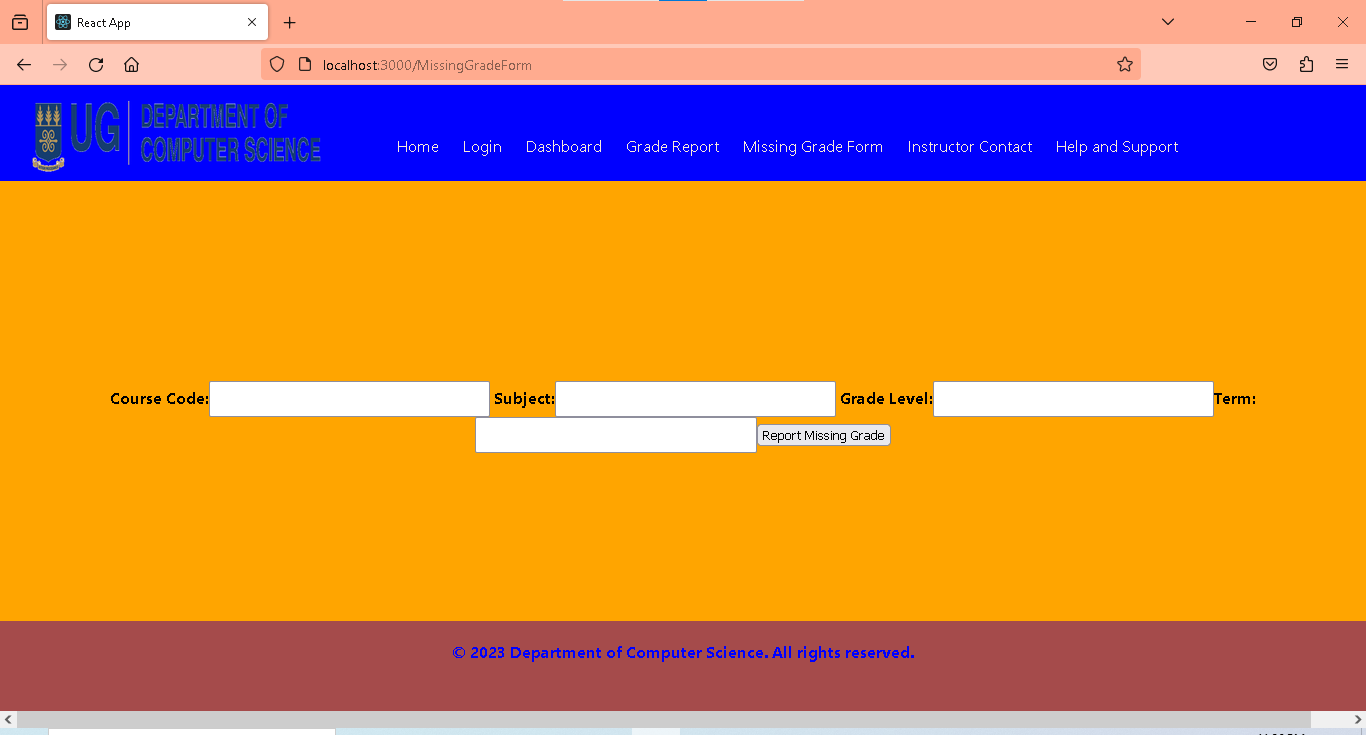 React App
localhost:3000/MissingGradeForm
UG DEPARTMENT OF
COMPUTER SCIENCE
Home Login Dashboard Grade Report Missing Grade Form Instructor Contact Help and Support
Course Code: Subject: Grade Level: Term:
Report Missing Grade
© 2023 Department of Computer Science. All rights reserved.